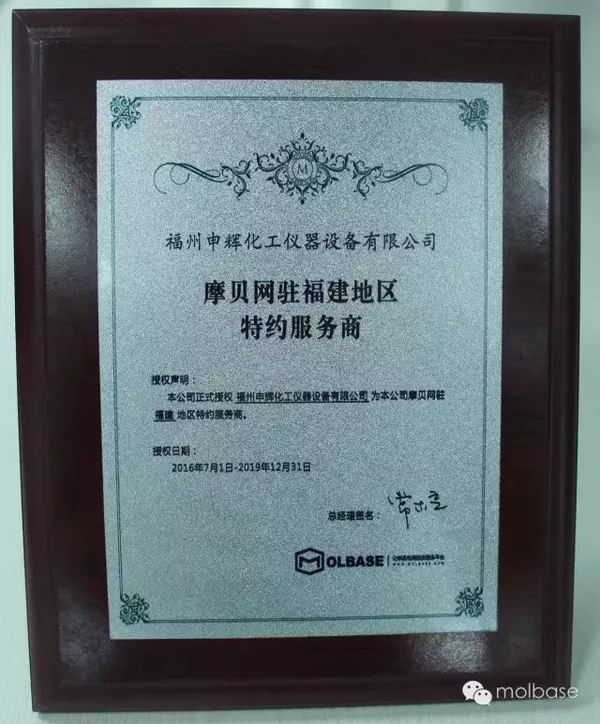 M
福州申辉化工仪器设备有限公司
摩贝网驻福建地区
特约服务商
授权声明：
本公司正式授权 福州申辉化工仪器设备有限公司 为本公司摩贝网驻
福建 地区特约服务商。
授权日期：
2016年7月1日-2019年12月31日
总经理签名：
MOLBASE
WWW.MOLBASE.COM
molbase